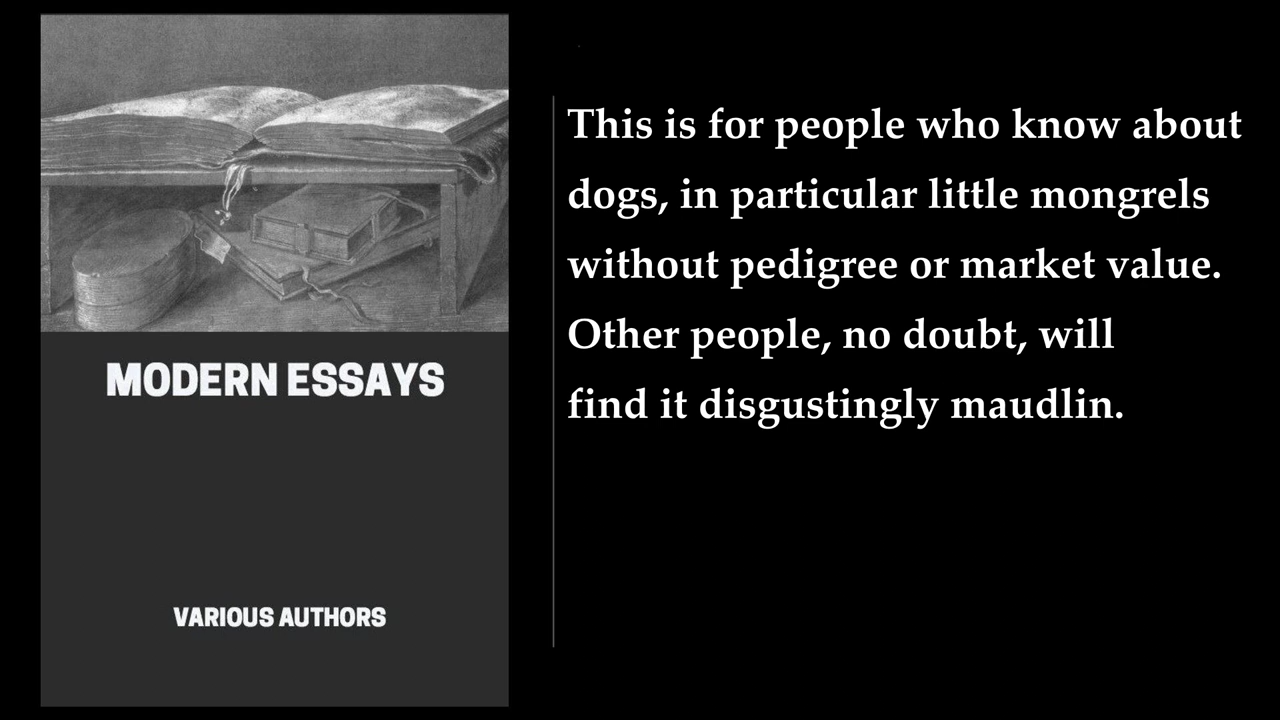 MODERN ESSAYS
VARIOUS AUTHORS
This is for people who know about
dogs, in particular little mongrels
without pedigree or market value.
Other people, no doubt, will
find it disgustingly maudlin.